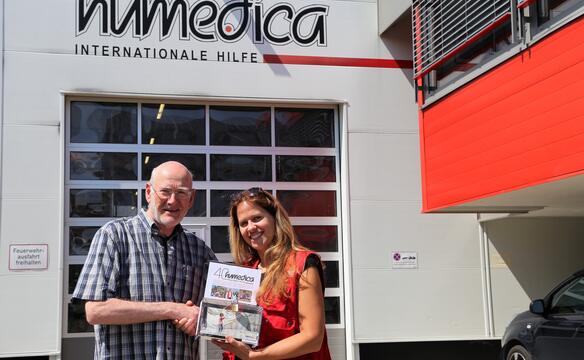 humedica
INTERNATIONALE HILFE
Feuerwehr-
ausfahrt
freihalten
40 humedica